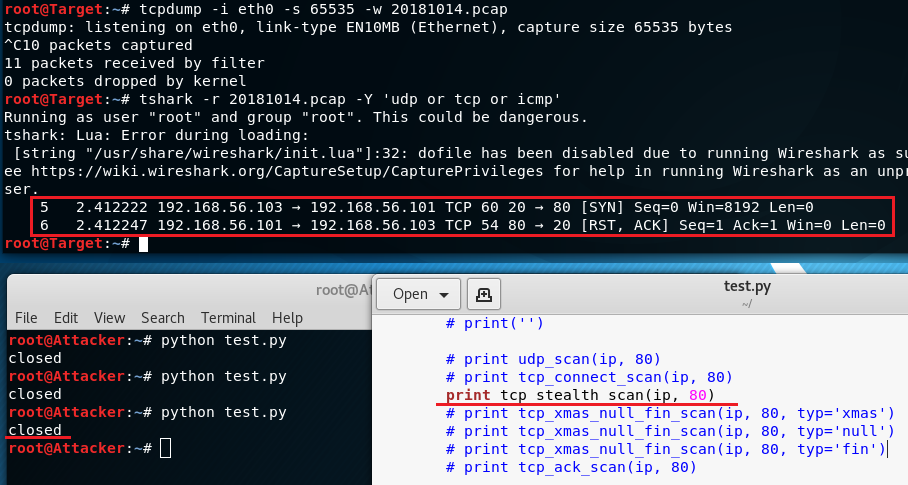 root@Target:~# tcpdump -i eth0 -s 65535 -w 20181014.pcap
tcpdump: listening on eth0, link-type EN10MB (Ethernet), capture size 65535 bytes
^C10 packets captured
11 packets received by filter
0 packets dropped by kernel
root@Target:~# tshark -r 20181014.pcap -Y 'udp or tcp or icmp'
Running as user "root" and group "root". This could be dangerous.
tshark: Lua: Error during loading:
[string "/usr/share/wireshark/init.lua"]:32: dofile has been disabled due to running Wireshark as su
ee https://wiki.wireshark.org/CaptureSetup/CapturePrivileges for help in running Wireshark as an unpr
ser.
5 2.412222 192.168.56.103 → 192.168.56.101 TCP 60 20 → 80 [SYN] Seq=0 Win=8192 Len=0
6 2.412247 192.168.56.101 → 192.168.56.103 TCP 54 80 → 20 [RST, ACK] Seq=1 Ack=1 Win=0 Len=0
root@Target:~#
root@At
File Edit View Search Terminal Help
root@Attacker:~# python test.py
closed
root@Attacker:~# python test.py
closed
root@Attacker:~# python test.py
closed
root@Attacker:~#
Open
test.py
~/
# print('')
# print udp_scan(ip, 80)
# print tcp_connect_scan(ip, 80)
print tcp_stealth_scan(ip, 80)
# print tcp_xmas_null_fin_scan(ip, 80, typ='xmas')
# print tcp_xmas_null_fin_scan(ip, 80, typ='null')
# print tcp_xmas_null_fin_scan(ip, 80, typ='fin')
# print tcp_ack_scan(ip, 80)